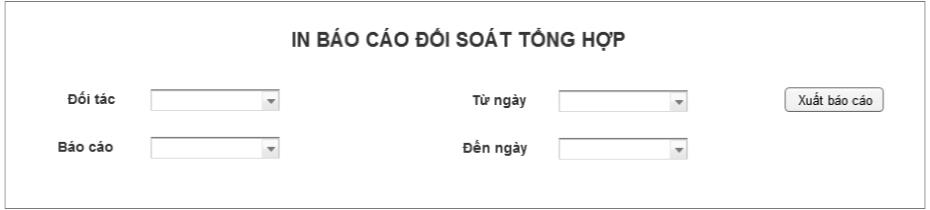 IN BÁO CÁO ĐỐI SOÁT TỔNG HỢP
Đối tác
Từ ngày
Xuất báo cáo
Báo cáo
Đến ngày